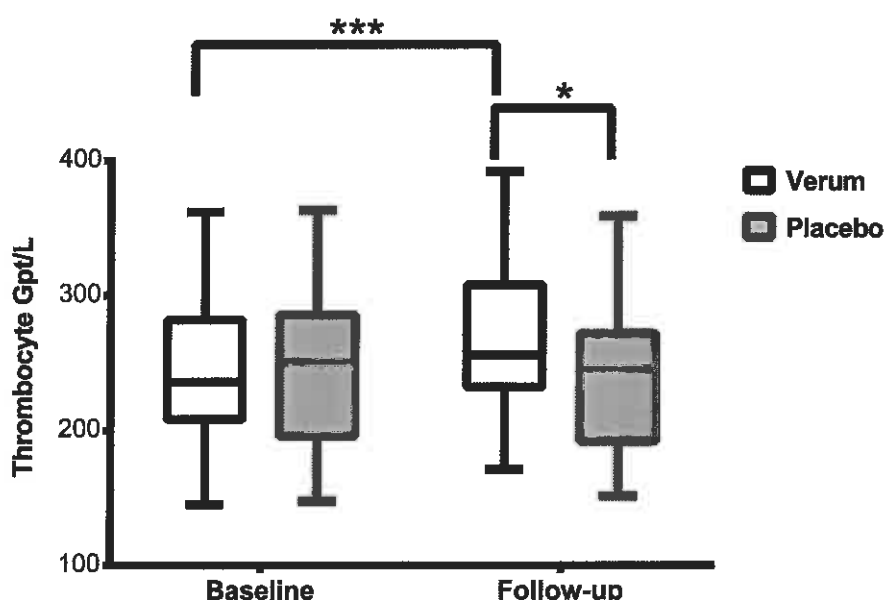 ***
*
400
300
200
100
Thrombocyte Gpt/L
Verum
Placebo
Baseline
Follow-up